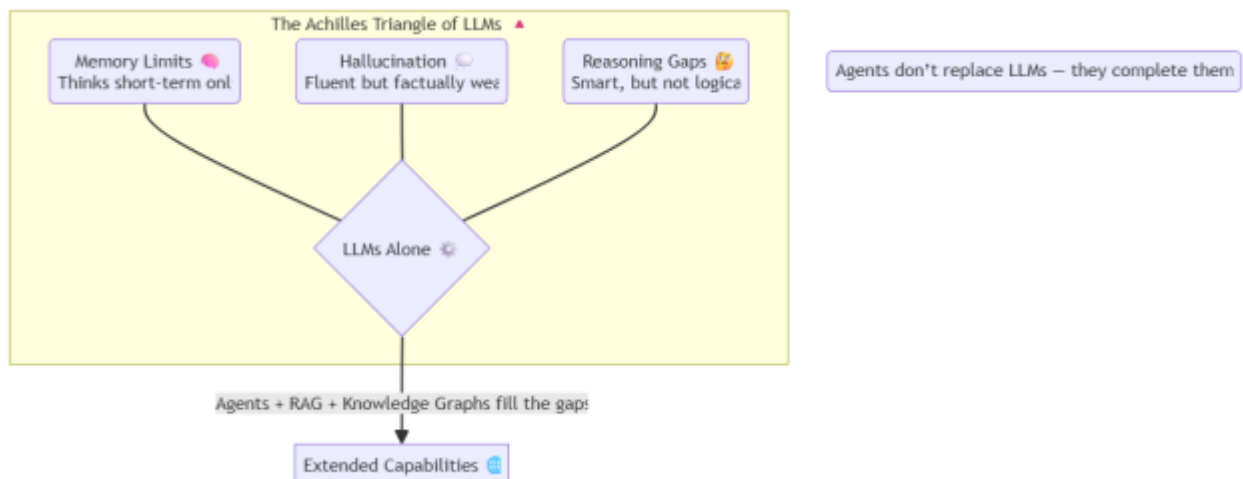 The Achilles Triangle of LLMs 🔺
Memory Limits 🧠
Thinks short-term onl
Hallucination 💭
Fluent but factually wea
Reasoning Gaps 🤔
Smart, but not logica
Agents don’t replace LLMs — they complete them
LLMs Alone ⚙️
Agents + RAG + Knowledge Graphs fill the gaps
Extended Capabilities 🌐